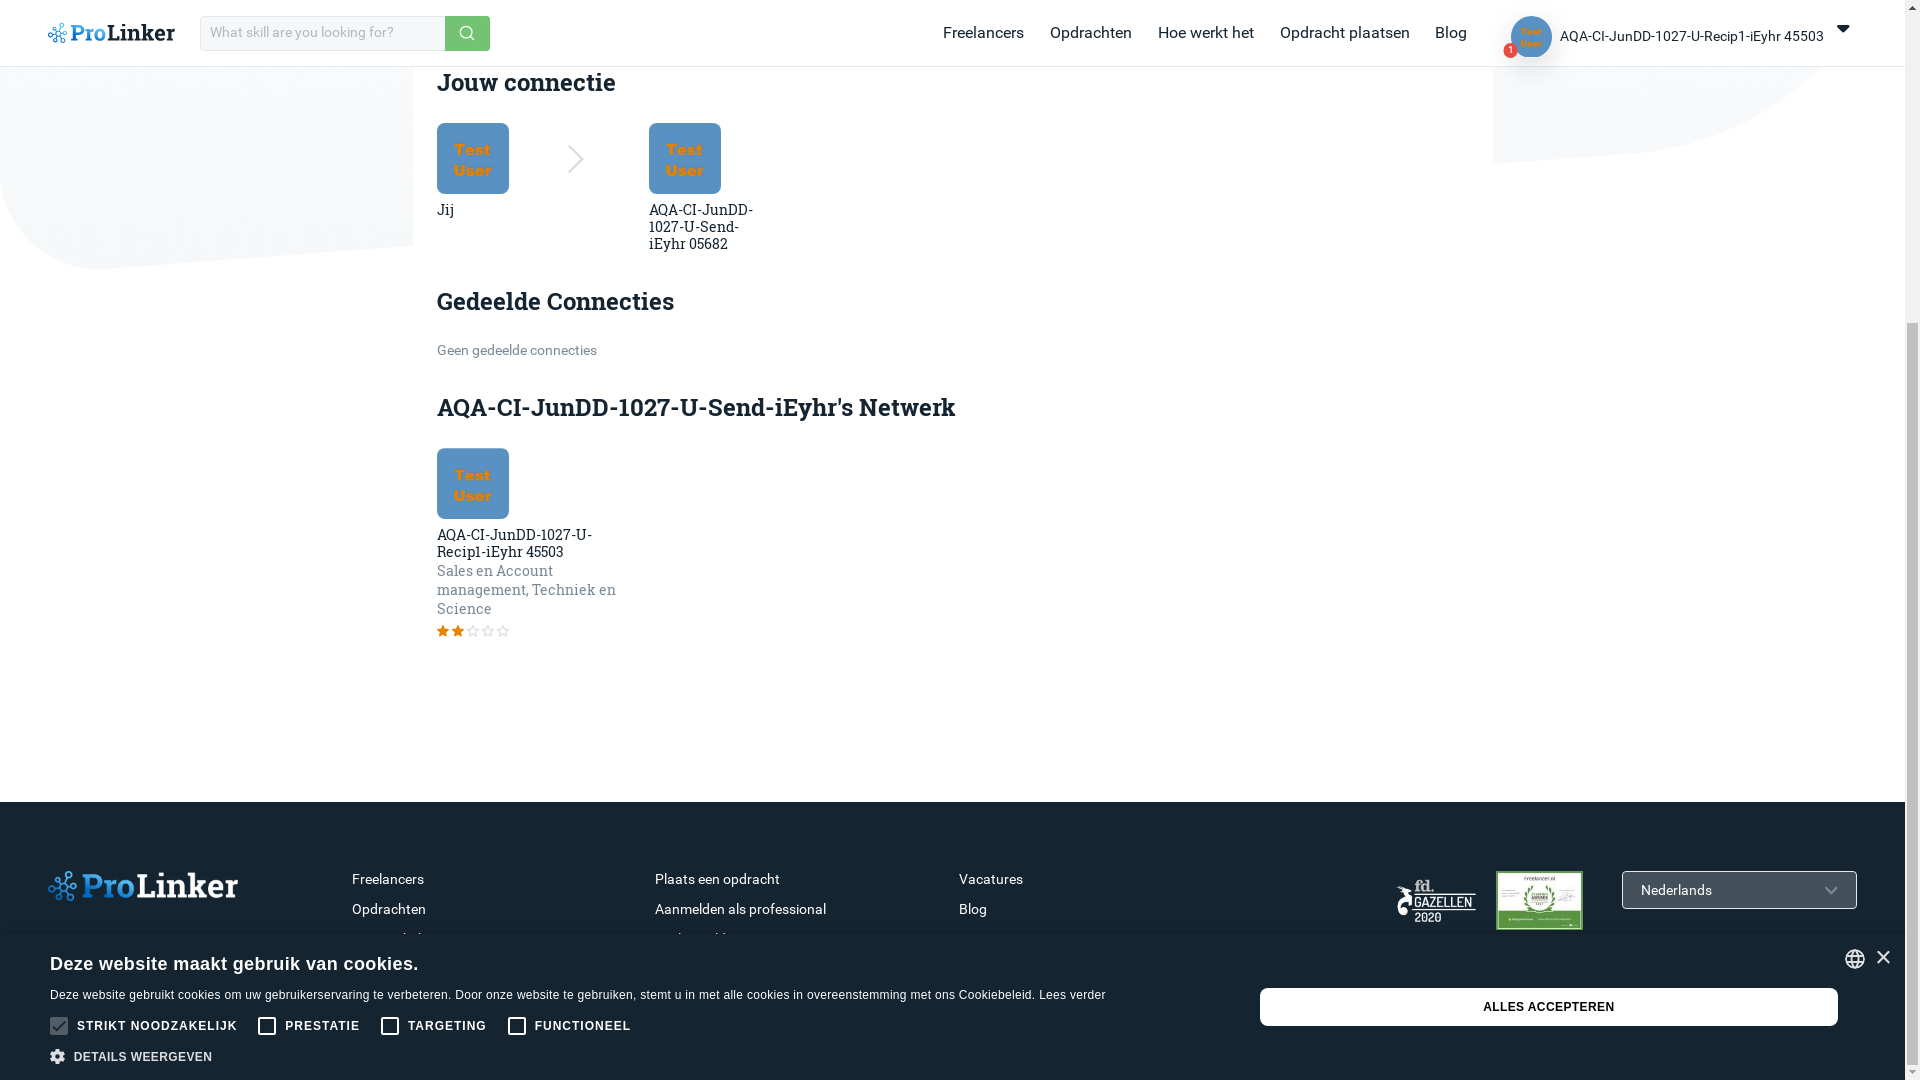 ProLinker
What skill are you looking for?
Freelancers
Opdrachten
Hoe werkt het
Opdracht plaatsen
Blog
Test
User
1
AQA-CI-JunDD-1027-U-Recip1-iEyhr 45503
Jouw connectie
Test
User
Test
User
Jij
AQA-CI-JunDD-
1027-U-Send-
iEyhr 05682
Gedeelde Connecties
Geen gedeelde connecties
AQA-CI-JunDD-1027-U-Send-iEyhr's Netwerk
Test
User
AQA-CI-JunDD-1027-U-
Recip1-iEyhr 45503
Sales en Account
management, Techniek en
Science
ProLinker
Freelancers
Plaats een opdracht
Vacatures
Opdrachten
Aanmelden als professional
Blog
fd.
GAZELLEN
2020
Freelancer.nl
Nederlands
Deze website maakt gebruik van cookies.
Deze website gebruikt cookies om uw gebruikerservaring te verbeteren. Door onze website te gebruiken, stemt u in met alle cookies in overeenstemming met ons Cookiebeleid. Lees verder
STRIKT NOODZAKELIJK
PRESTATIE
TARGETING
FUNCTIONEEL
DETAILS WEERGEVEN
ALLES ACCEPTEREN